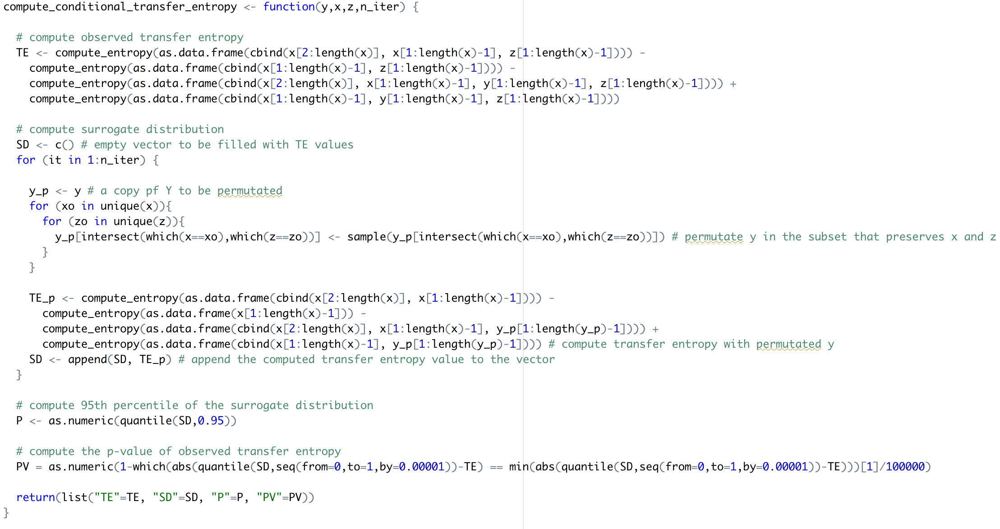 compute_conditional_transfer_entropy <- function(y,x,z,n_iter) {
# compute observed transfer entropy
TE <- compute_entropy(as.data.frame(cbind(x[2:length(x)], x[1:length(x)-1], z[1:length(x)-1]))) -
compute_entropy(as.data.frame(cbind(x[1:length(x)-1], z[1:length(x)-1]))) -
compute_entropy(as.data.frame(cbind(x[2:length(x)], x[1:length(x)-1], y[1:length(x)-1], z[1:length(x)-1]))) +
compute_entropy(as.data.frame(cbind(x[1:length(x)-1], y[1:length(x)-1], z[1:length(x)-1])))
# compute surrogate distribution
SD <- c() # empty vector to be filled with TE values
for (it in 1:n_iter) {
y_p <- y # a copy pf Y to be permutated
for (xo in unique(x)){
for (zo in unique(z)){
y_p[intersect(which(x==xo),which(z==zo))] <- sample(y_p[intersect(which(x==xo),which(z==zo))]) # permutate y in the subset that preserves x and z
}
}
TE_p <- compute_entropy(as.data.frame(cbind(x[2:length(x)], x[1:length(x)-1]))) -
compute_entropy(as.data.frame(x[1:length(x)-1])) -
compute_entropy(as.data.frame(cbind(x[2:length(x)], x[1:length(x)-1], y_p[1:length(y_p)-1]))) +
compute_entropy(as.data.frame(cbind(x[1:length(x)-1], y_p[1:length(y_p)-1]))) # compute transfer entropy with permutated y
SD <- append(SD, TE_p) # append the computed transfer entropy value to the vector
}
# compute 95th percentile of the surrogate distribution
P <- as.numeric(quantile(SD,0.95))
# compute the p-value of observed transfer entropy
PV = as.numeric(1-which(abs(quantile(SD,seq(from=0,to=1,by=0.00001))-TE) == min(abs(quantile(SD,seq(from=0,to=1,by=0.00001))-TE)))[1]/100000)
return(list("TE"=TE, "SD"=SD, "P"=P, "PV"=PV))
}